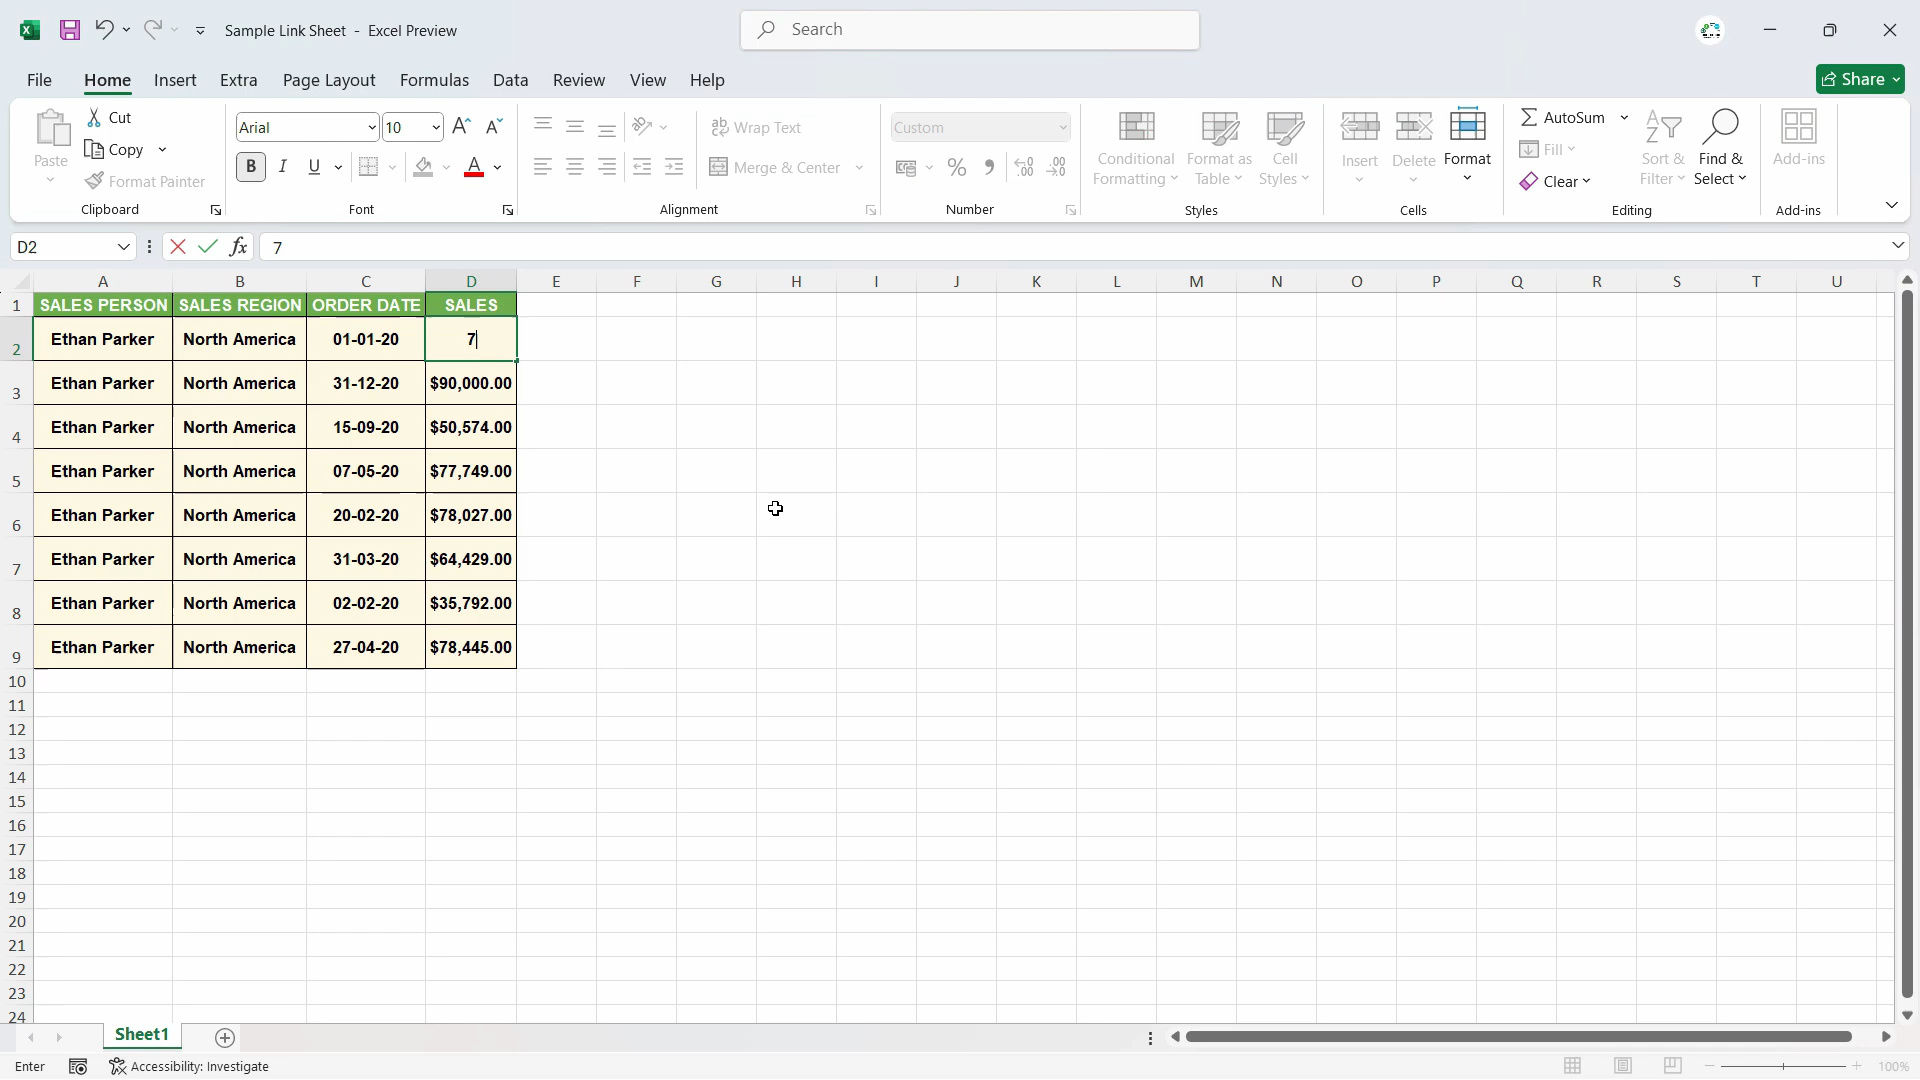 Sample Link Sheet - Excel Preview
Search
File Home Insert Extra Page Layout Formulas Data Review View Help
Share
Paste
Cut
Copy
Format Painter
Clipboard
Arial 10
B I U A
Font
Wrap Text
Merge & Center
Alignment
Custom
% 9
Number
Conditional Formatting
Format as Table
Cell Styles
Styles
Insert Delete Format
Cells
AutoSum
Fill
Clear
Sort & Filter
Find & Select
Editing
Add-ins
Add-ins
D2 fx 7
A B C D E F G H I J K L M N O P Q R S T U
1 SALES PERSON SALES REGION ORDER DATE SALES
2 Ethan Parker North America 01-01-20 7
3 Ethan Parker North America 31-12-20 $90,000.00
4 Ethan Parker North America 15-09-20 $50,574.00
5 Ethan Parker North America 07-05-20 $77,749.00
6 Ethan Parker North America 20-02-20 $78,027.00
7 Ethan Parker North America 31-03-20 $64,429.00
8 Ethan Parker North America 02-02-20 $35,792.00
9 Ethan Parker North America 27-04-20 $78,445.00
10
11
12
13
14
15
16
17
18
19
20
21
22
23
24
Sheet1
Enter Accessibility: Investigate 100%